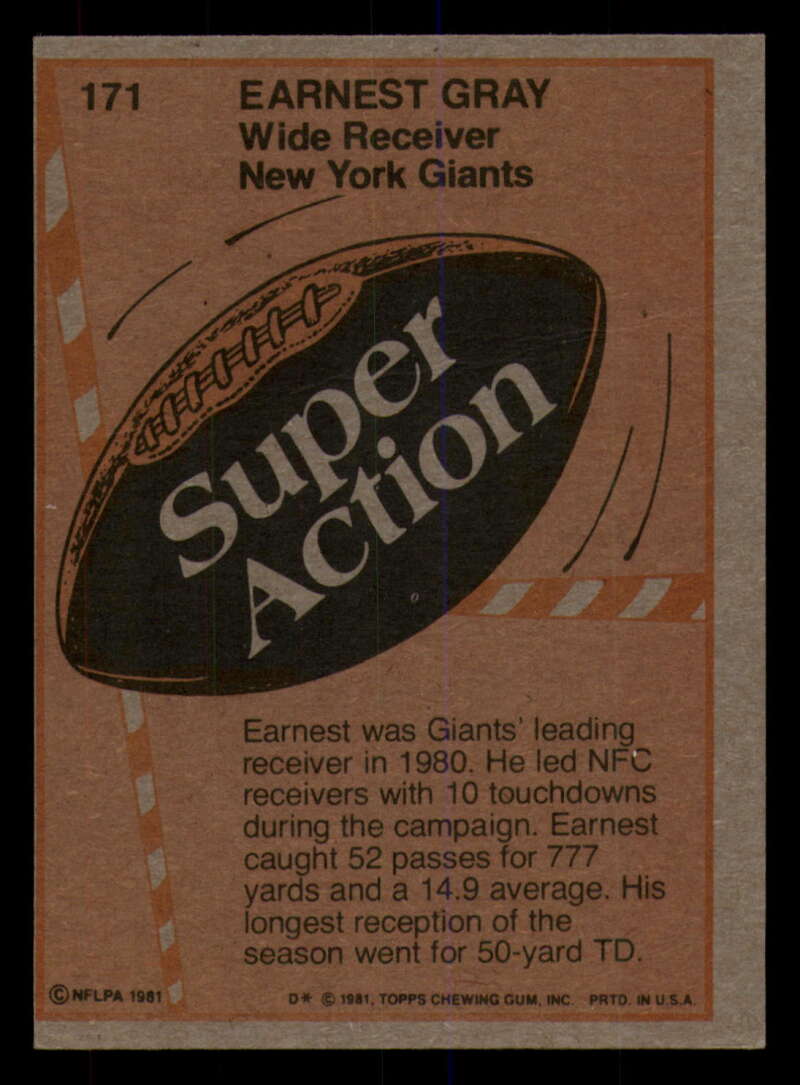 171
EARNEST GRAY
Wide Receiver
New York Giants
Super
Action
Earnest was Giants' leading
receiver in 1980. He led NFC
receivers with 10 touchdowns
during the campaign. Earnest
caught 52 passes for 777
yards and a 14.9 average. His
longest reception of the
season went for 50-yard TD.
© NFLPA 1981
D* © 1981, TOPPS CHEWING GUM, INC. PRTD. IN U.S.A.